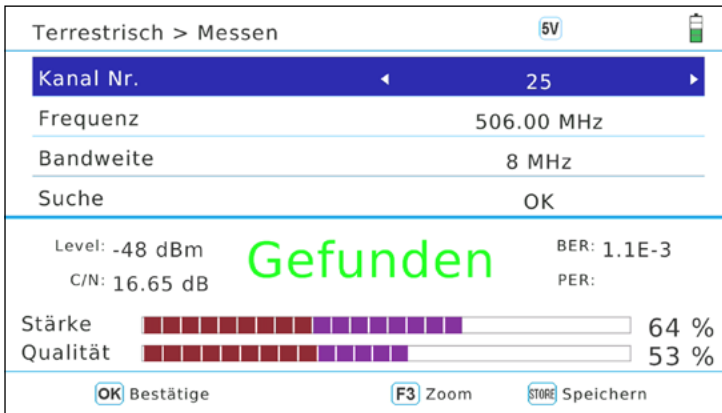 Terrestrisch > Messen 5V
Kanal Nr. 25
Frequenz 506.00 MHz
Bandweite 8 MHz
Suche OK
Level: -48 dBm Gefunden BER: 1.1E-3
C/N: 16.65 dB PER:
Stärke 64 %
Qualität 53 %
OK Bestätige F3 Zoom STORE Speichern